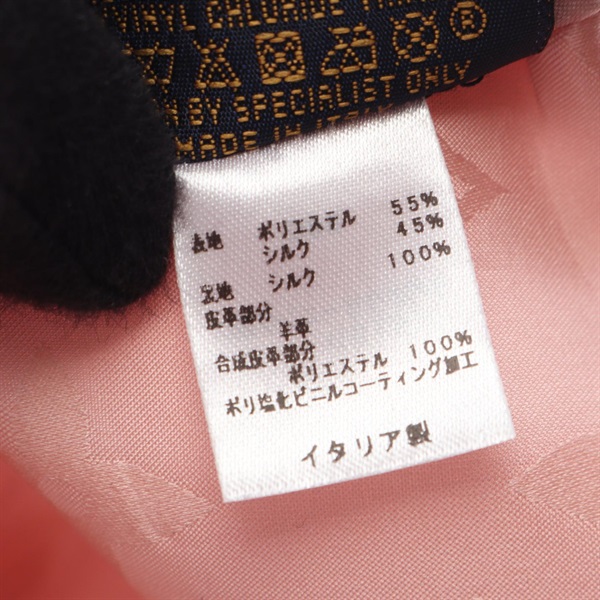 VINYL CHLORIDE
BY SPECIALIST ONLY
MADE IN ITALY
表地 ポリエステル 55%
シルク 45%
裏地 シルク 100%
皮革部分
羊革
合成皮革部分
ポリエステル 100%
ポリ塩化ビニルコーティング加工
イタリア製